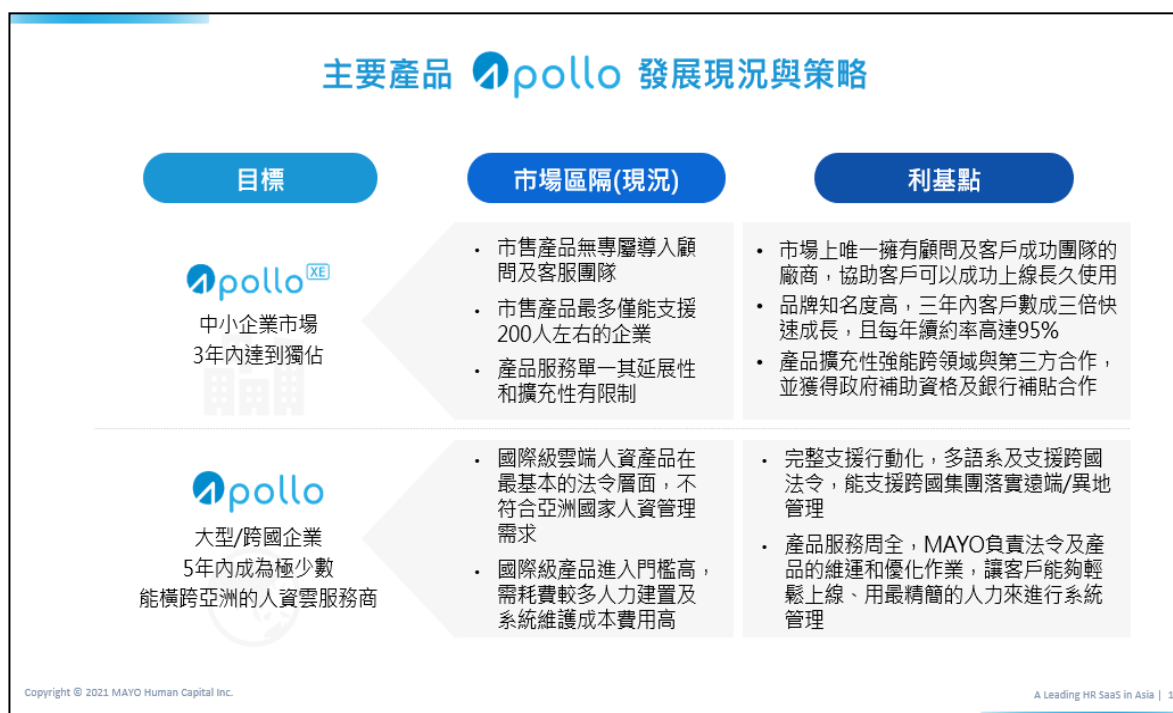 主要產品 Apollo 發展現況與策略
目標
市場區隔(現況)
利基點
Apollo XE
中小企業市場
3年內達到獨佔
• 市售產品無專屬導入顧
問及客服團隊
• 市售產品最多僅能支援
200人左右的企業
• 產品服務單一其延展性
和擴充性有限制
• 市場上唯一擁有顧問及客戶成功團隊的
廠商，協助客戶可以成功上線長久使用
• 品牌知名度高，三年內客戶數成三倍快
速成長，且每年續約率高達95%
• 產品擴充性強能跨領域與第三方合作，
並獲得政府補助資格及銀行補貼合作
Apollo
大型/跨國企業
5年內成為極少數
能橫跨亞洲的人資雲服務商
• 國際級雲端人資產品在
最基本的法令層面，不
符合亞洲國家人資管理
需求
• 國際級產品進入門檻高，
需耗費較多人力建置及
系統維護成本費用高
• 完整支援行動化，多語系及支援跨國
法令，能支援跨國集團落實遠端/異地
管理
• 產品服務周全，MAYO負責法令及產
品的維運和優化作業，讓客戶能夠輕
鬆上線、用最精簡的人力來進行系統
管理
Copyright © 2021 MAYO Human Capital Inc.
A Leading HR SaaS in Asia | 1